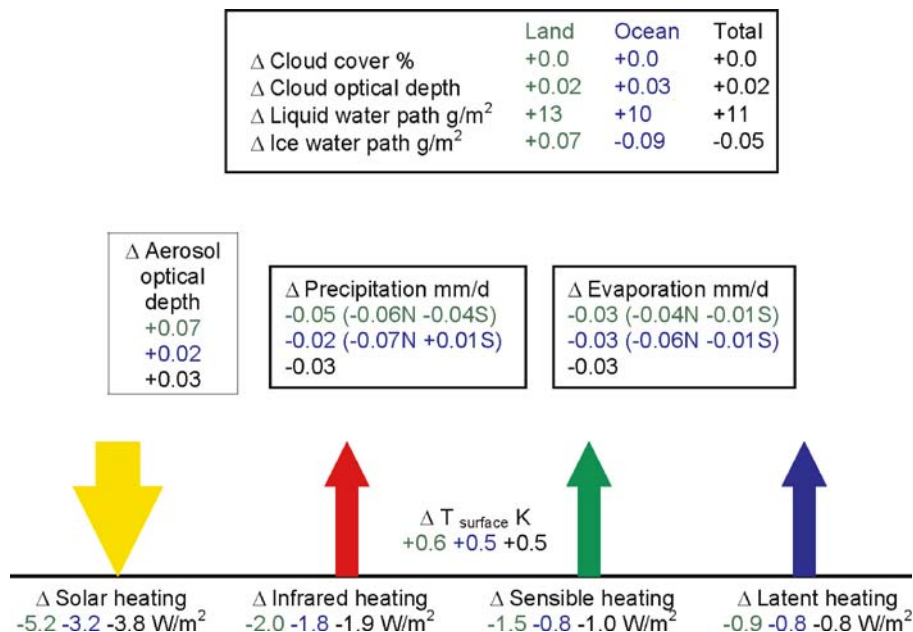 Land Ocean Total
Δ Cloud cover % +0.0 +0.0 +0.0
Δ Cloud optical depth +0.02 +0.03 +0.02
Δ Liquid water path g/m² +13 +10 +11
Δ Ice water path g/m² +0.07 -0.09 -0.05
Δ Aerosol
optical
depth
+0.07
+0.02
+0.03
Δ Precipitation mm/d
-0.05 (-0.06N -0.04S)
-0.02 (-0.07N +0.01S)
-0.03
Δ Evaporation mm/d
-0.03 (-0.04N -0.01S)
-0.03 (-0.06N -0.01S)
-0.03
Δ T surface K
+0.6 +0.5 +0.5
Δ Solar heating
-5.2 -3.2 -3.8 W/m²
Δ Infrared heating
-2.0 -1.8 -1.9 W/m²
Δ Sensible heating
-1.5 -0.8 -1.0 W/m²
Δ Latent heating
-0.9 -0.8 -0.8 W/m²